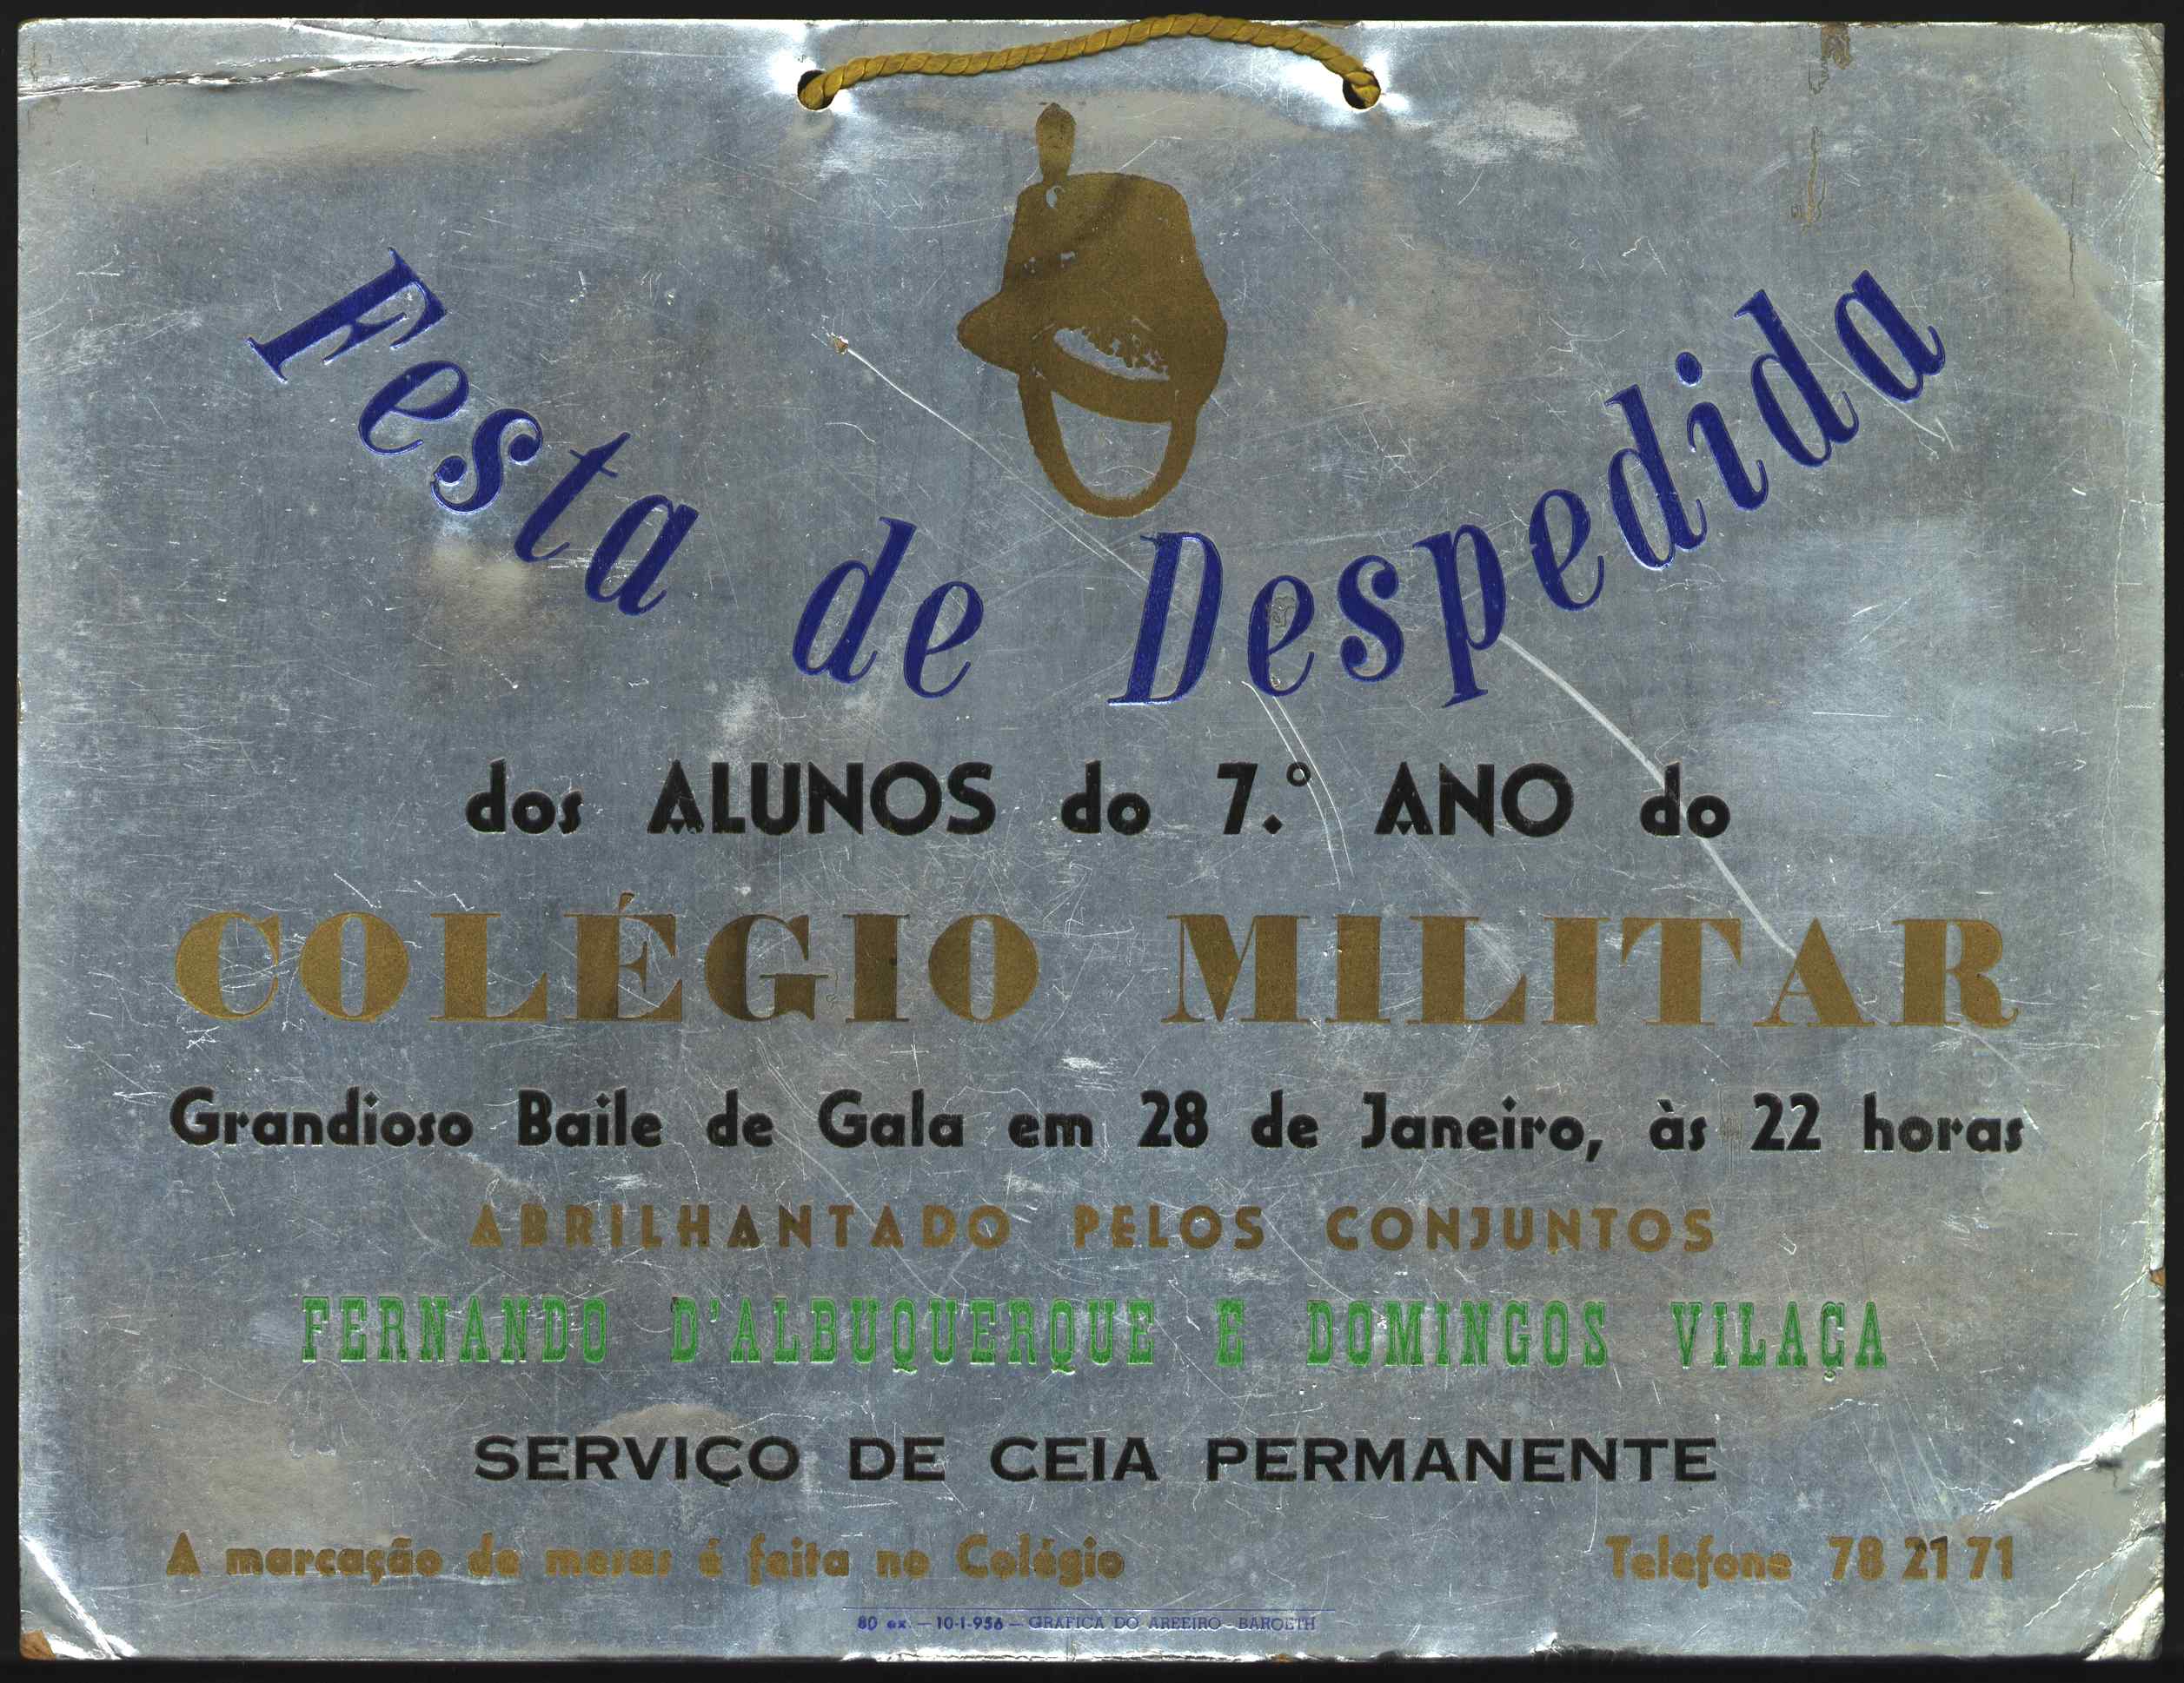 Festa de Despedida
dos ALUNOS do 7.º ANO do
COLÉGIO MILITAR
Grandioso Baile de Gala em 28 de Janeiro, às 22 horas
ABRILHANTADO PELOS CONJUNTOS
FERNANDO D'ALBUQUERQUE E DOMINGOS VILAÇA
SERVIÇO DE CEIA PERMANENTE
A marcação de mesas é feita no Colégio Telefone 78 21 71
80 ex. — 10-1-956 — GRAFICA DO AREEIRO - BAROETH